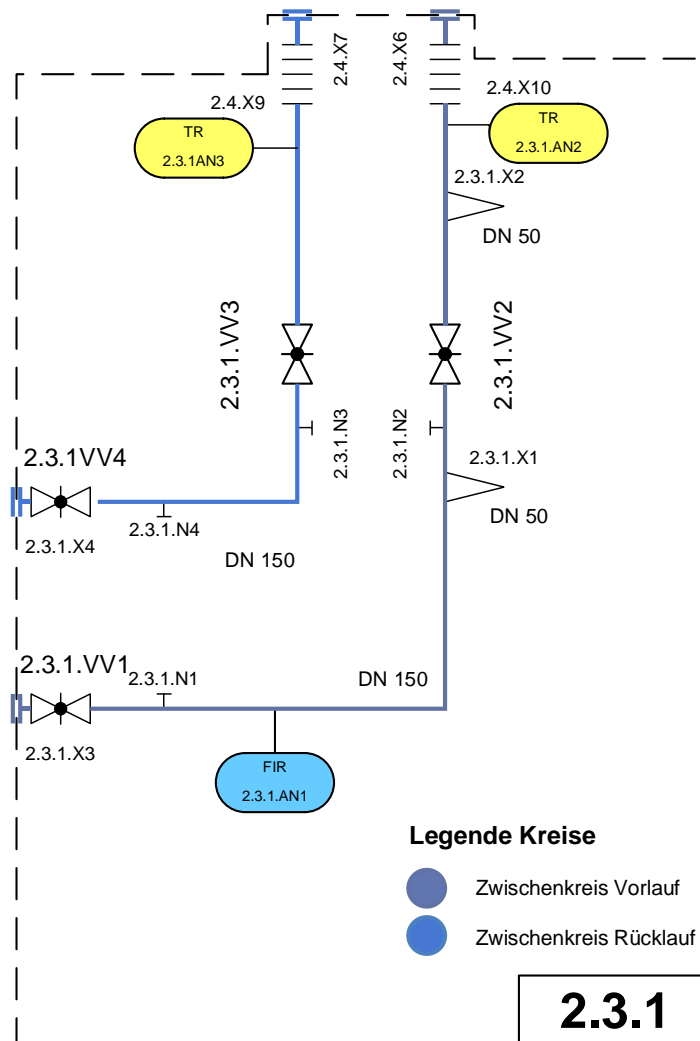 2.4.X7
2.4.X6
2.4.X9
2.4.X10
TR
2.3.1AN3
TR
2.3.1.AN2
2.3.1.X2
DN 50
2.3.1.VV3
2.3.1.VV2
2.3.1.N3
2.3.1.N2
2.3.1VV4
2.3.1.X1
2.3.1.N4
DN 50
2.3.1.X4
DN 150
2.3.1.VV1
2.3.1.N1
DN 150
2.3.1.X3
FIR
2.3.1.AN1
Legende Kreise
Zwischenkreis Vorlauf
Zwischenkreis Rücklauf
2.3.1